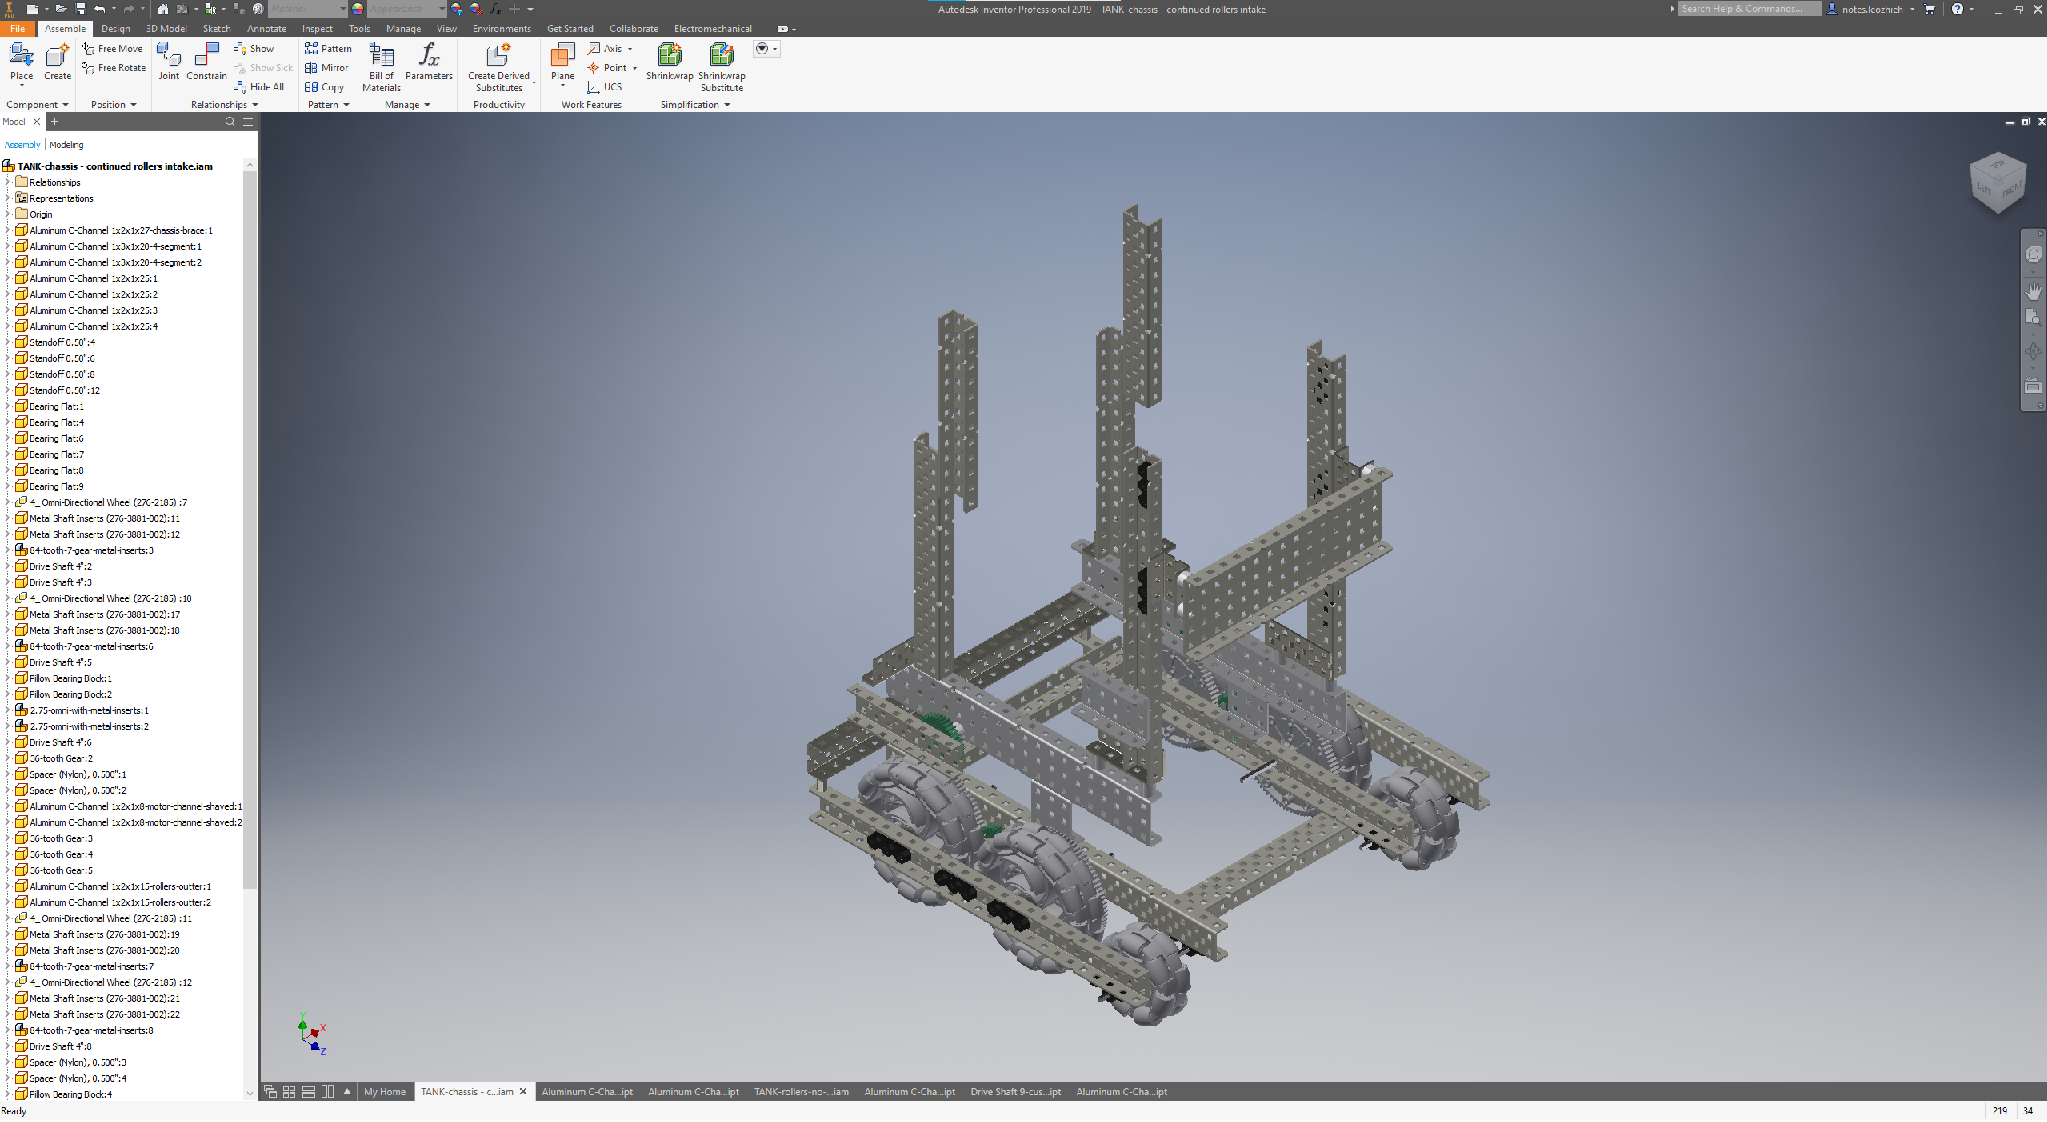 Material
Appearance
Autodesk Inventor Professional 2019 TANK-chassis - continued rollers intake
Search Help & Commands...
notes.leozhieh
File Assemble Design 3D Model Sketch Annotate Inspect Tools Manage View Environments Get Started Collaborate Electromechanical
Place
Create
Free Move
Free Rotate
Joint
Constrain
Show
Show Sick
Hide All
Pattern
Mirror
Copy
Bill of
Materials
Parameters
Create Derived
Substitutes
Plane
Axis
Point
UCS
Shrinkwrap
Shrinkwrap
Substitute
Component Position Relationships Pattern Manage Productivity Work Features Simplification
Model
Assembly Modeling
TANK-chassis - continued rollers intake.iam
Relationships
Representations
Origin
Aluminum C-Channel 1x2x1x27-chassis-brace:1
Aluminum C-Channel 1x3x1x20-4-segment:1
Aluminum C-Channel 1x3x1x20-4-segment:2
Aluminum C-Channel 1x2x1x25:1
Aluminum C-Channel 1x2x1x25:2
Aluminum C-Channel 1x2x1x25:3
Aluminum C-Channel 1x2x1x25:4
Standoff 0.50":4
Standoff 0.50":6
Standoff 0.50":8
Standoff 0.50":12
Bearing Flat:1
Bearing Flat:4
Bearing Flat:6
Bearing Flat:7
Bearing Flat:8
Bearing Flat:9
4_ Omni-Directional Wheel (276-2185) :7
Metal Shaft Inserts (276-3881-002):11
Metal Shaft Inserts (276-3881-002):12
84-tooth-7-gear-metal-inserts:3
Drive Shaft 4":2
Drive Shaft 4":3
4_ Omni-Directional Wheel (276-2185) :10
Metal Shaft Inserts (276-3881-002):17
Metal Shaft Inserts (276-3881-002):18
84-tooth-7-gear-metal-inserts:6
Drive Shaft 4":5
Pillow Bearing Bock:1
Pillow Bearing Bock:2
2.75-omni-with-metal-inserts:1
2.75-omni-with-metal-inserts:2
Drive Shaft 4":6
36-tooth Gear:2
Spacer (Nylon), 0.500":1
Spacer (Nylon), 0.500":2
Aluminum C-Channel 1x2x1x8-motor-channel-shaved:1
Aluminum C-Channel 1x2x1x8-motor-channel-shaved:2
36-tooth Gear:3
36-tooth Gear:4
36-tooth Gear:5
Aluminum C-Channel 1x2x1x15-rollers-outter:1
Aluminum C-Channel 1x2x1x15-rollers-outter:2
4_ Omni-Directional Wheel (276-2185) :11
Metal Shaft Inserts (276-3881-002):19
Metal Shaft Inserts (276-3881-002):20
84-tooth-7-gear-metal-inserts:7
4_ Omni-Directional Wheel (276-2185) :12
Metal Shaft Inserts (276-3881-002):21
Metal Shaft Inserts (276-3881-002):22
84-tooth-7-gear-metal-inserts:8
Drive Shaft 4":8
Spacer (Nylon), 0.500":3
Spacer (Nylon), 0.500":4
Pillow Bearing Bock:4
TOP
LEFT
FRONT
Y
X
Z
My Home TANK-chassis - c...iam Aluminum C-Cha...ipt Aluminum C-Cha...ipt TANK-rollers-no-...iam Aluminum C-Cha...ipt Drive Shaft 9-cus...ipt Aluminum C-Cha...ipt
Ready
219 34